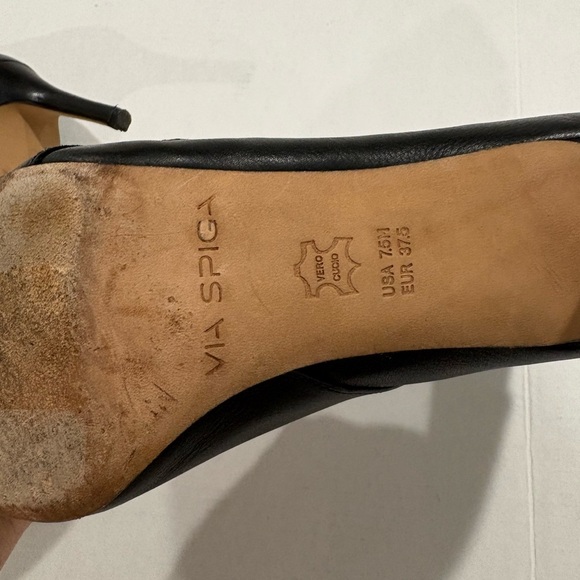 VIA SPIGA
VERO
CUOIO
USA 7.5M
EUR 37.5